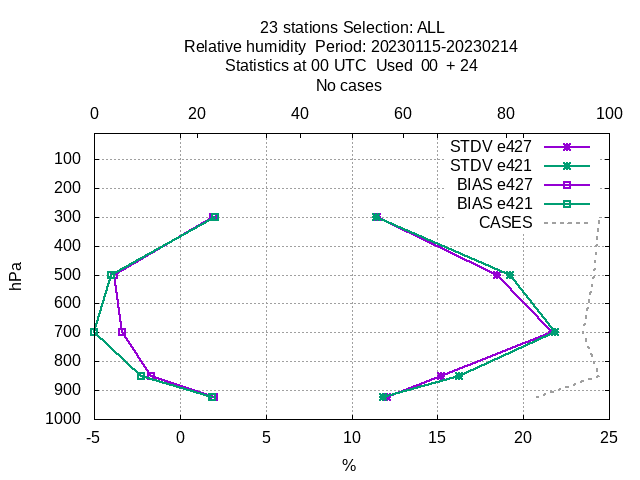 23 stations Selection: ALL
Relative humidity  Period: 20230115-20230214
Statistics at 00 UTC  Used  00  + 24
No cases
0 20 40 60 80 100
STDV e427
STDV e421
BIAS e427
BIAS e421
CASES
100
200
300
400
500
600
700
800
900
1000
hPa
-5 0 5 10 15 20 25
%